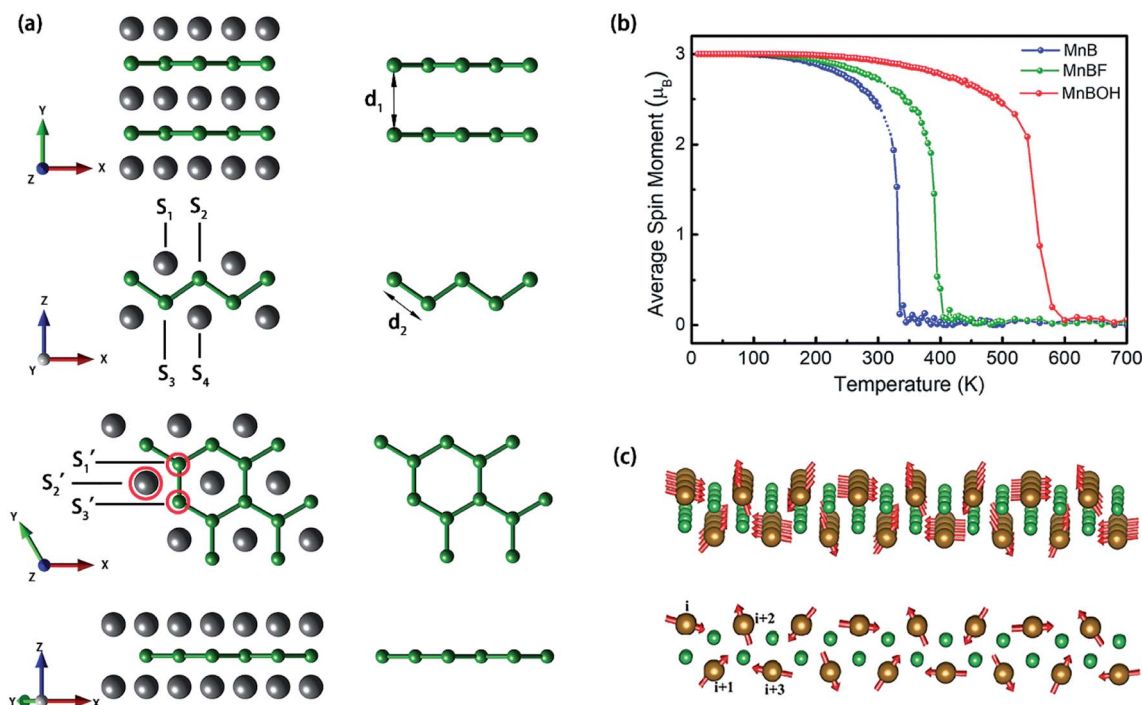 (a)
Y
Z
X
d₁
S₁
S₂
Z
Y
X
d₂
S₃
S₄
S₁′
S₂′
S₃′
Y
Z
X
Z
Y
X
(b)
Average Spin Moment (μ_B)
3
2
1
0
MnB
MnBF
MnBOH
0 100 200 300 400 500 600 700
Temperature (K)
(c)
i
i+2
i+1
i+3